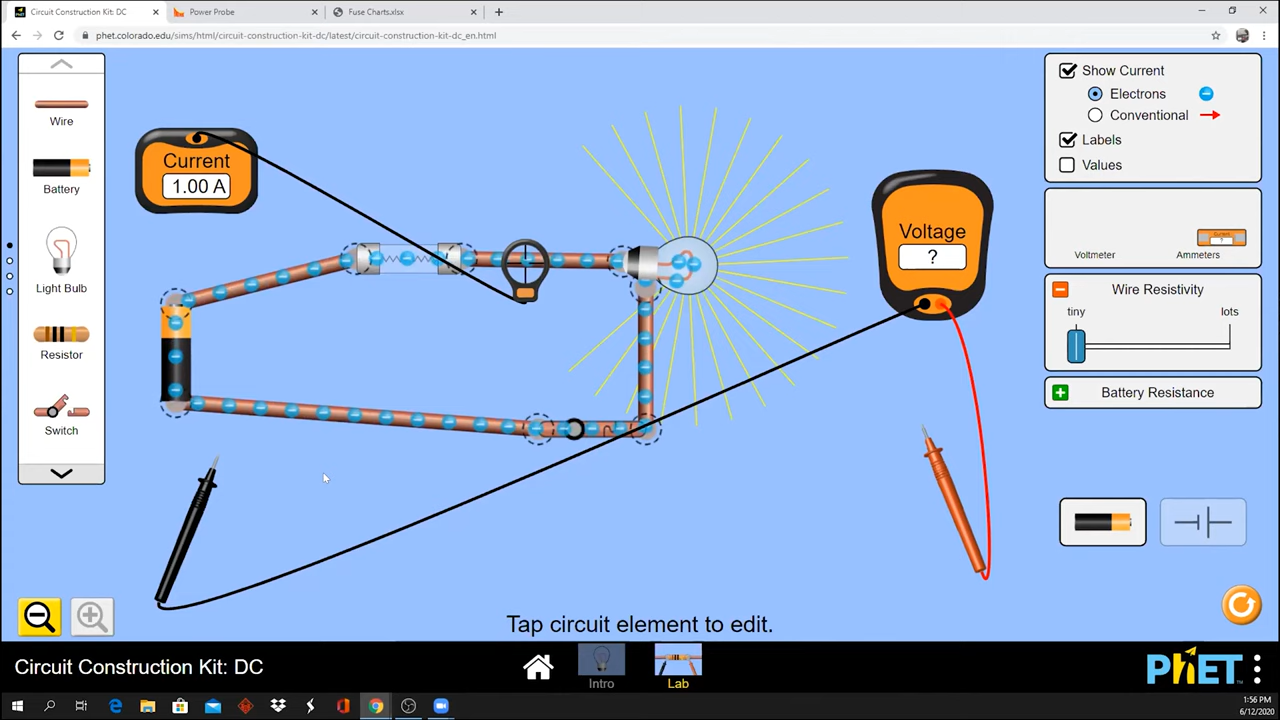 Circuit Construction Kit: DC
Power Probe
Fuse Charts.xlsx
phet.colorado.edu/sims/html/circuit-construction-kit-dc/latest/circuit-construction-kit-dc_en.html
Wire
Battery
Light Bulb
Resistor
Switch
Current
1.00 A
Voltage
?
Show Current
Electrons
Conventional
Labels
Values
Voltmeter
Current
?
Ammeters
Wire Resistivity
tiny
lots
Battery Resistance
Tap circuit element to edit.
Circuit Construction Kit: DC
Intro
Lab
PhET
1:56 PM
6/12/2020